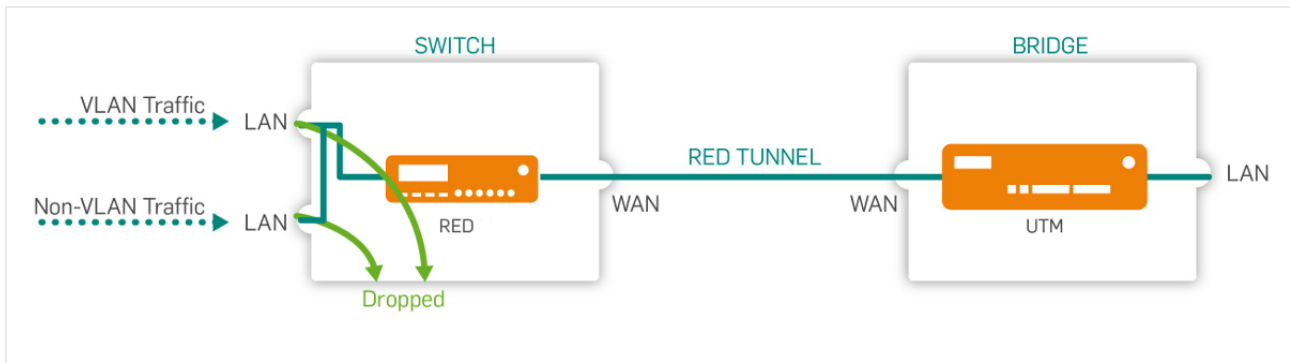 SWITCH
BRIDGE
VLAN Traffic
LAN
RED TUNNEL
LAN
Non-VLAN Traffic
LAN
WAN
WAN
RED
UTM
Dropped